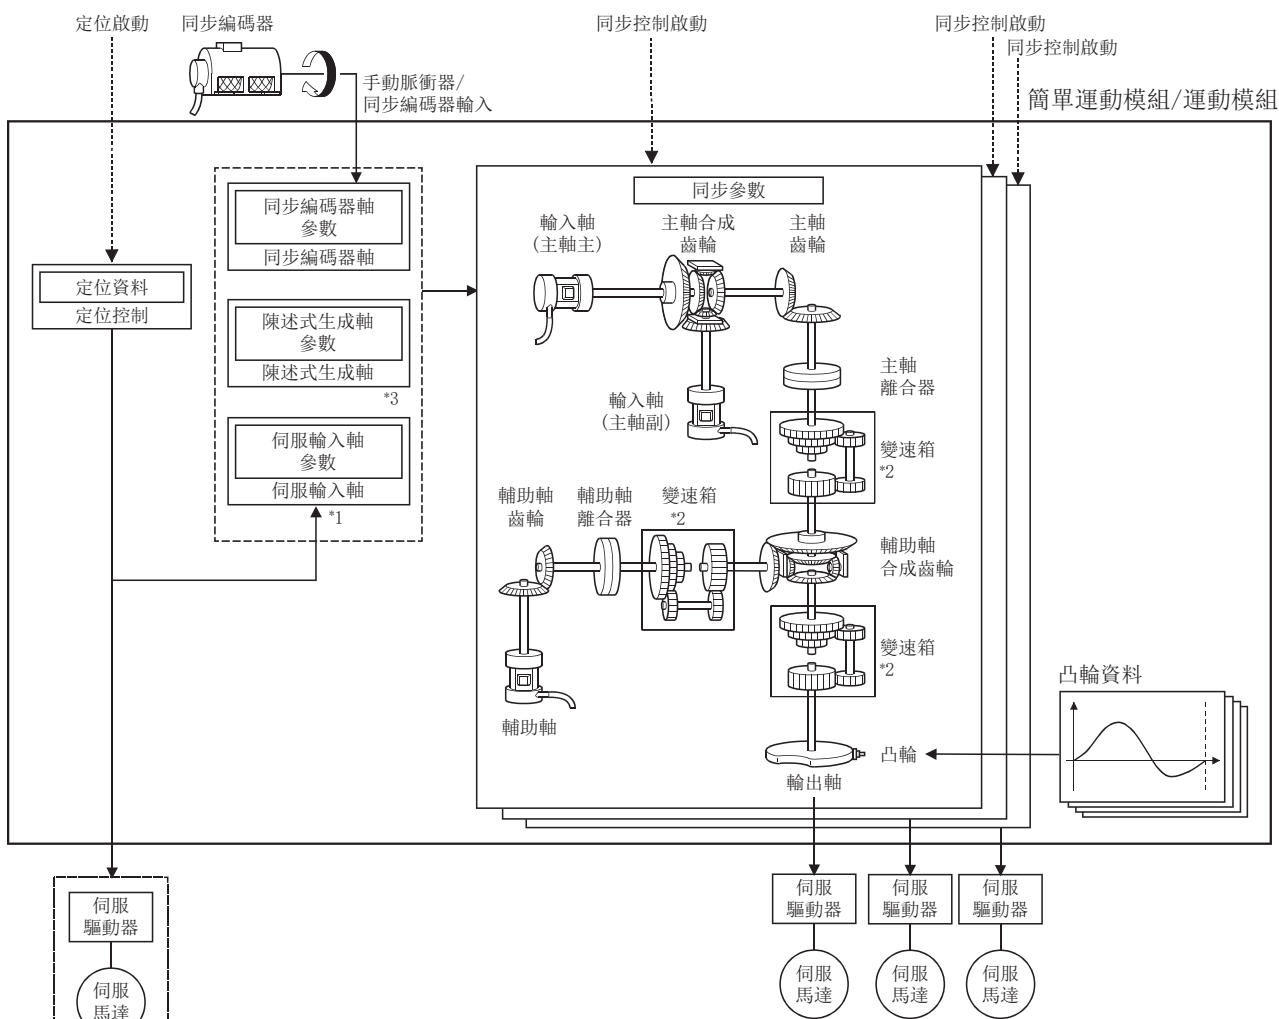 定位啟動
同步編碼器
同步控制啟動
同步控制啟動
同步控制啟動
手動脈衝器/
同步編碼器輸入
簡單運動模組/運動模組
同步編碼器軸
參數
同步編碼器軸
定位資料
定位控制
陳述式生成軸
參數
陳述式生成軸
*3
伺服輸入軸
參數
伺服輸入軸
*1
同步參數
輸入軸
(主軸主)
主軸合成
齒輪
主軸
齒輪
主軸
離合器
輸入軸
(主軸副)
變速箱
*2
輔助軸
齒輪
輔助軸
離合器
變速箱
*2
輔助軸
合成齒輪
變速箱
*2
輔助軸
凸輪
輸出軸
凸輪資料
伺服
驅動器
伺服
馬達
伺服
驅動器
伺服
馬達
伺服
驅動器
伺服
馬達
伺服
驅動器
伺服
馬達